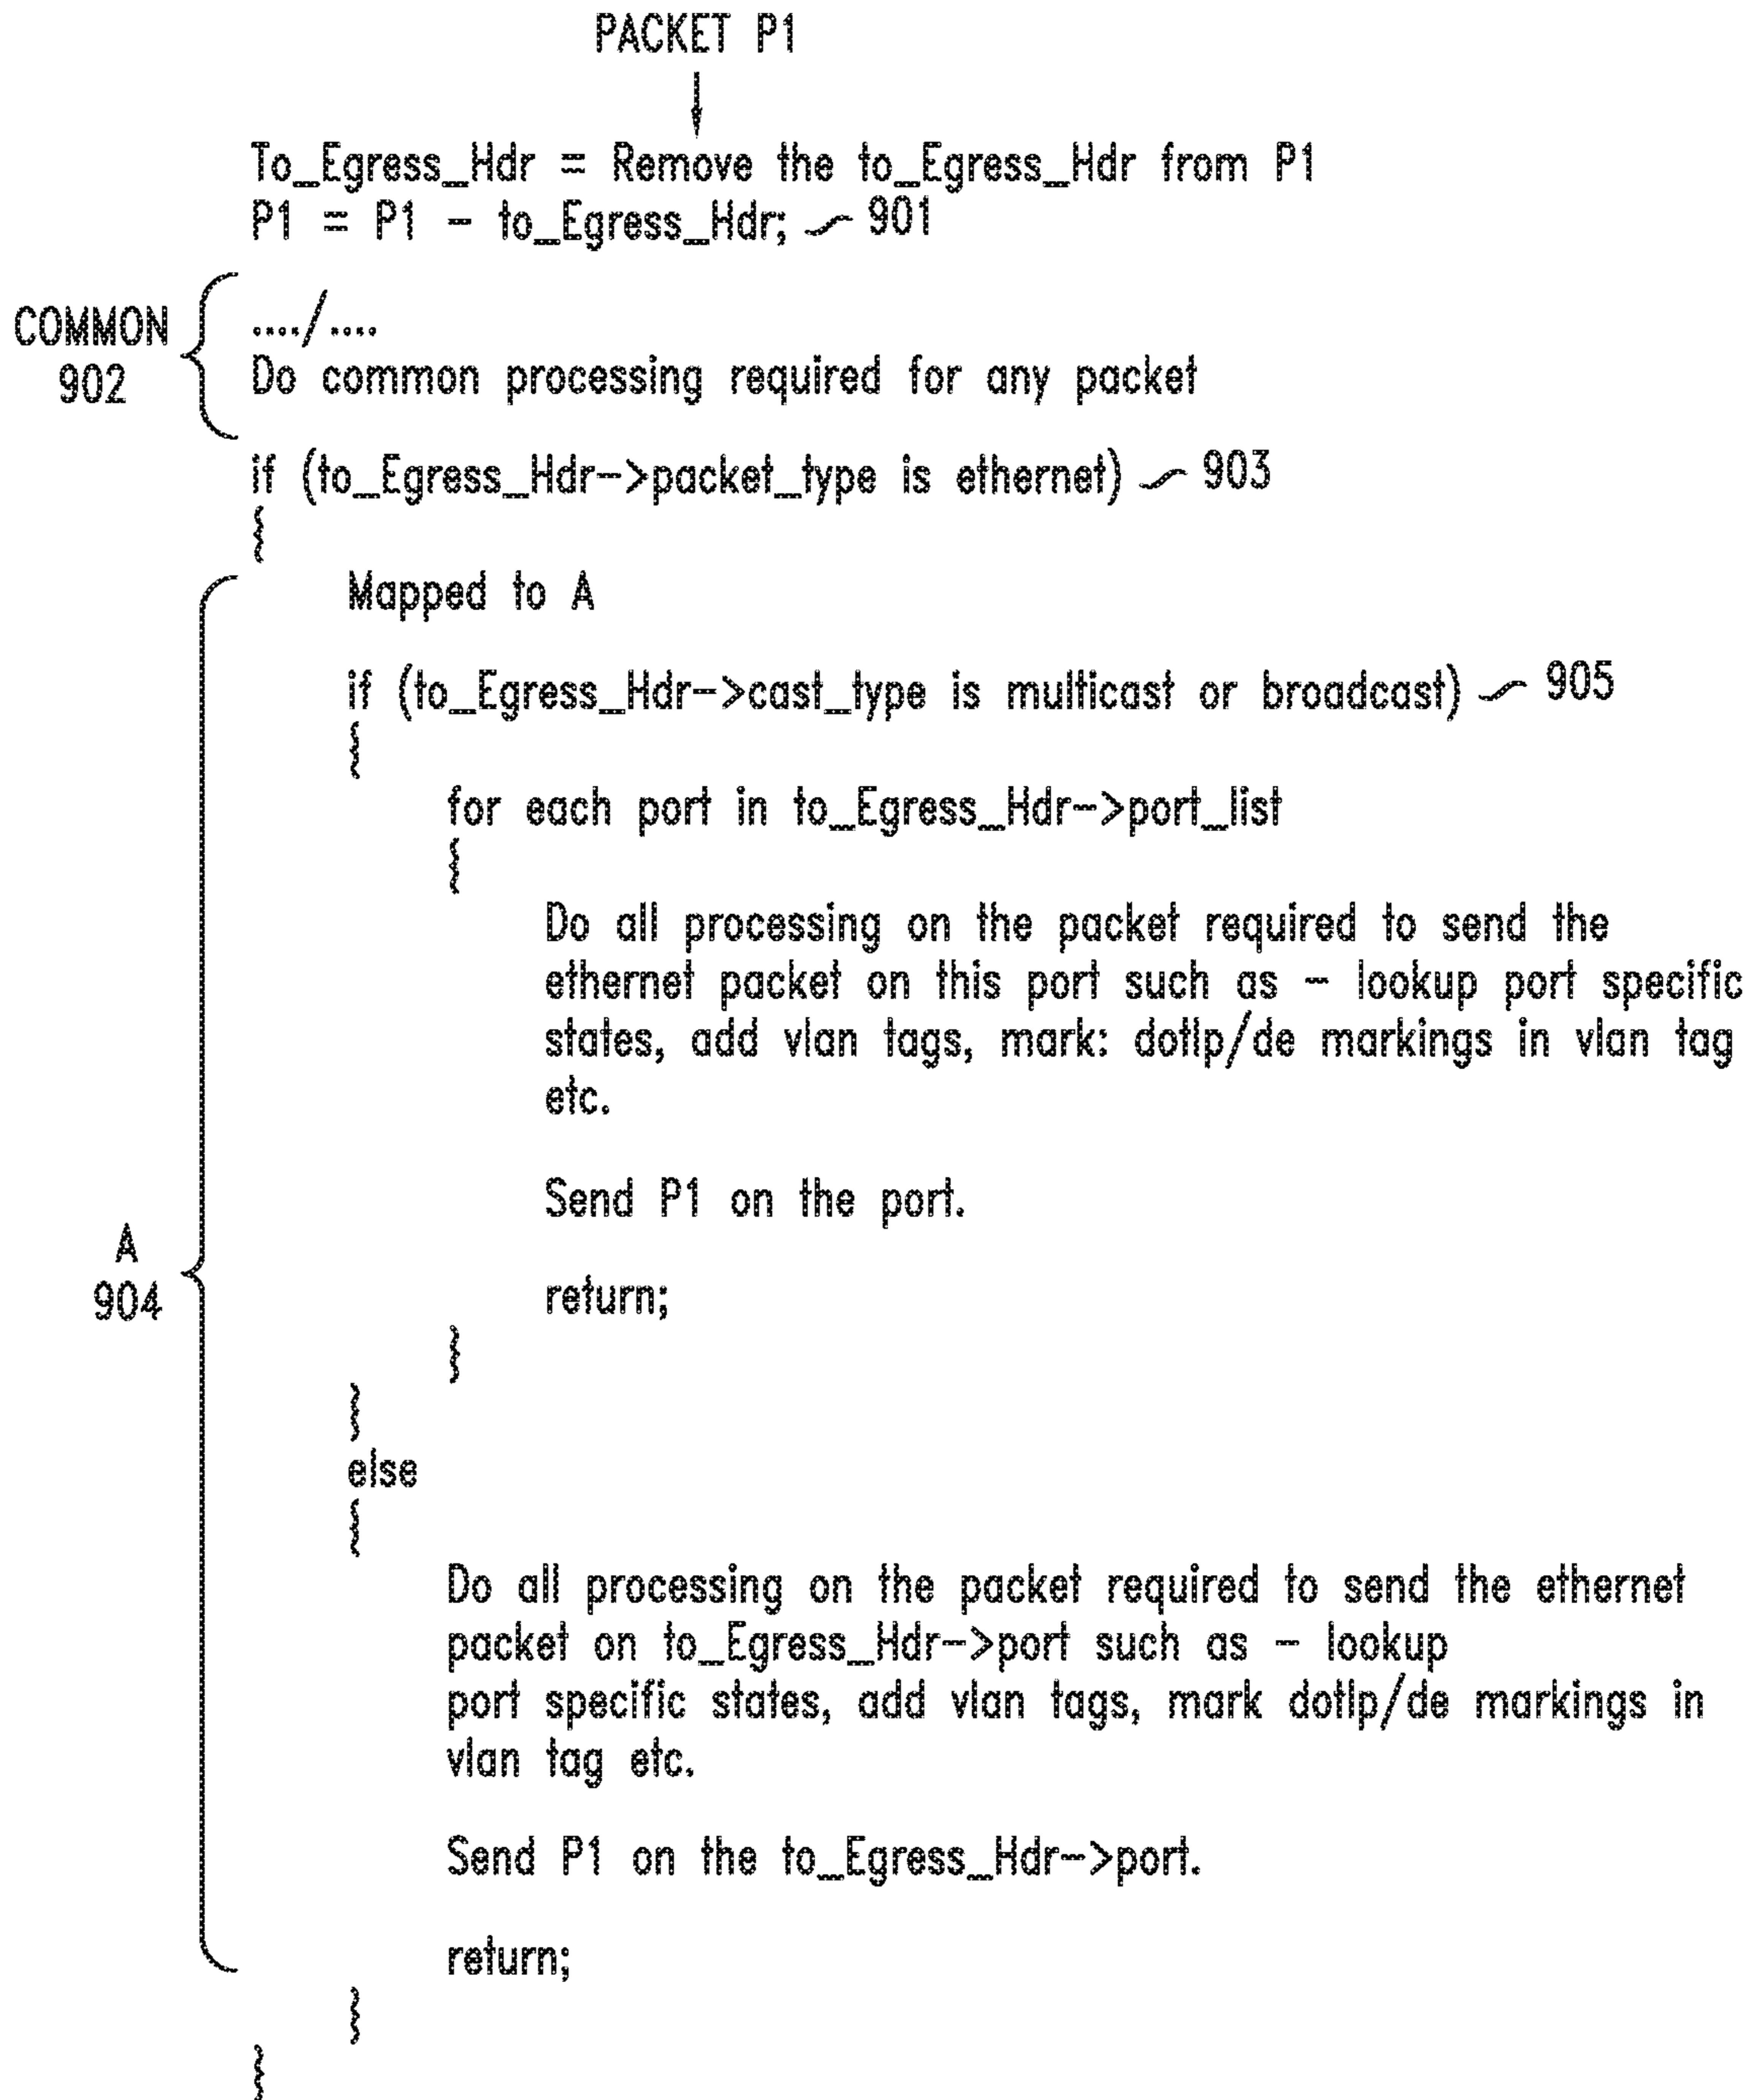 PACKET P1
To_Egress_Hdr = Remove the to_Egress_Hdr from P1
P1 = P1 - to_Egress_Hdr; 901
..../....
COMMON
902
Do common processing required for any packet
if (to_Egress_Hdr->packet_type is ethernet) 903
{
Mapped to A
if (to_Egress_Hdr->cast_type is multicast or broadcast) 905
{
for each port in to_Egress_Hdr->port_list
{
Do all processing on the packet required to send the
ethernet packet on this port such as - lookup port specific
states, add vlan tags, mark: dotlp/de markings in vlan tag
etc.
Send P1 on the port.
A
904
return;
}
}
else
{
Do all processing on the packet required to send the ethernet
packet on to_Egress_Hdr->port such as - lookup
port specific states, add vlan tags, mark dotlp/de markings in
vlan tag etc.
Send P1 on the to_Egress_Hdr->port.
return;
}
}